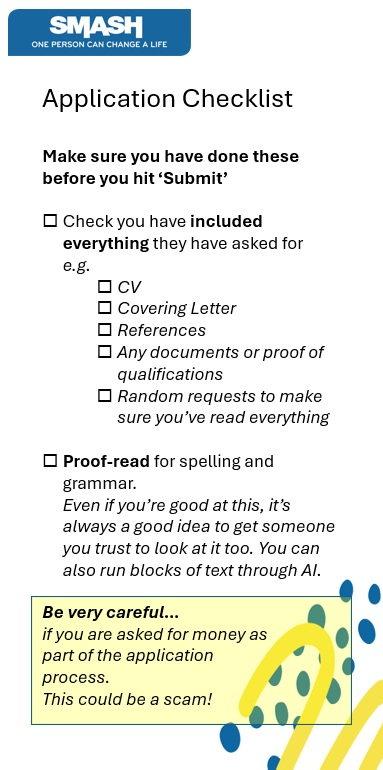 SMASH
ONE PERSON CAN CHANGE A LIFE
Application Checklist
Make sure you have done these
before you hit ‘Submit’
☐ Check you have included
everything they have asked for
e.g.
☐ CV
☐ Covering Letter
☐ References
☐ Any documents or proof of
qualifications
☐ Random requests to make
sure you’ve read everything
☐ Proof-read for spelling and
grammar.
Even if you’re good at this, it’s
always a good idea to get someone
you trust to look at it too. You can
also run blocks of text through AI.
Be very careful...
if you are asked for money as
part of the application
process.
This could be a scam!